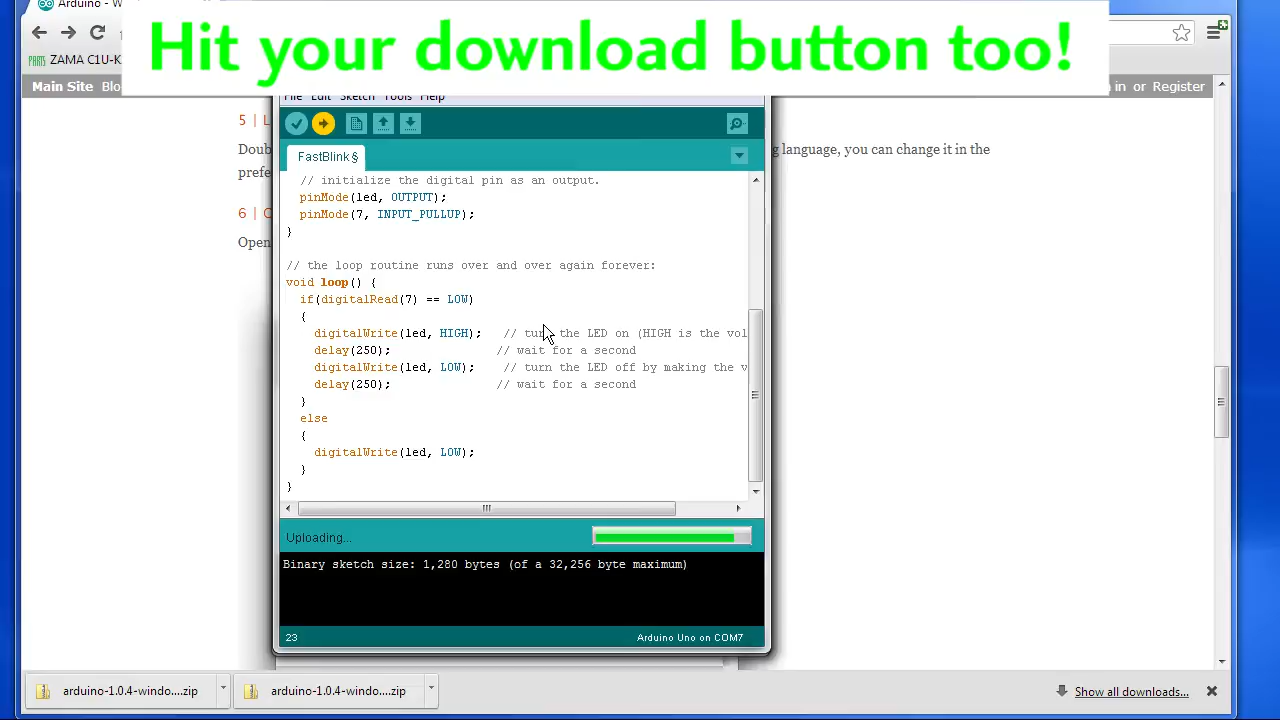 Arduino - W
Hit your download button too!
PARTS ZAMA C1U-K
Main Site Blo
in or Register
File Edit Sketch Tools Help
5 | L
Doub
g language, you can change it in the
prefe
6 | C
Open
FastBlink §
// initialize the digital pin as an output.
pinMode(led, OUTPUT);
pinMode(7, INPUT_PULLUP);
}
// the loop routine runs over and over again forever:
void loop() {
if(digitalRead(7) == LOW)
{
digitalWrite(led, HIGH); // turn the LED on (HIGH is the vol
delay(250); // wait for a second
digitalWrite(led, LOW); // turn the LED off by making the v
delay(250); // wait for a second
}
else
{
digitalWrite(led, LOW);
}
}
Uploading...
Binary sketch size: 1,280 bytes (of a 32,256 byte maximum)
23
Arduino Uno on COM7
arduino-1.0.4-windo....zip
arduino-1.0.4-windo....zip
Show all downloads...